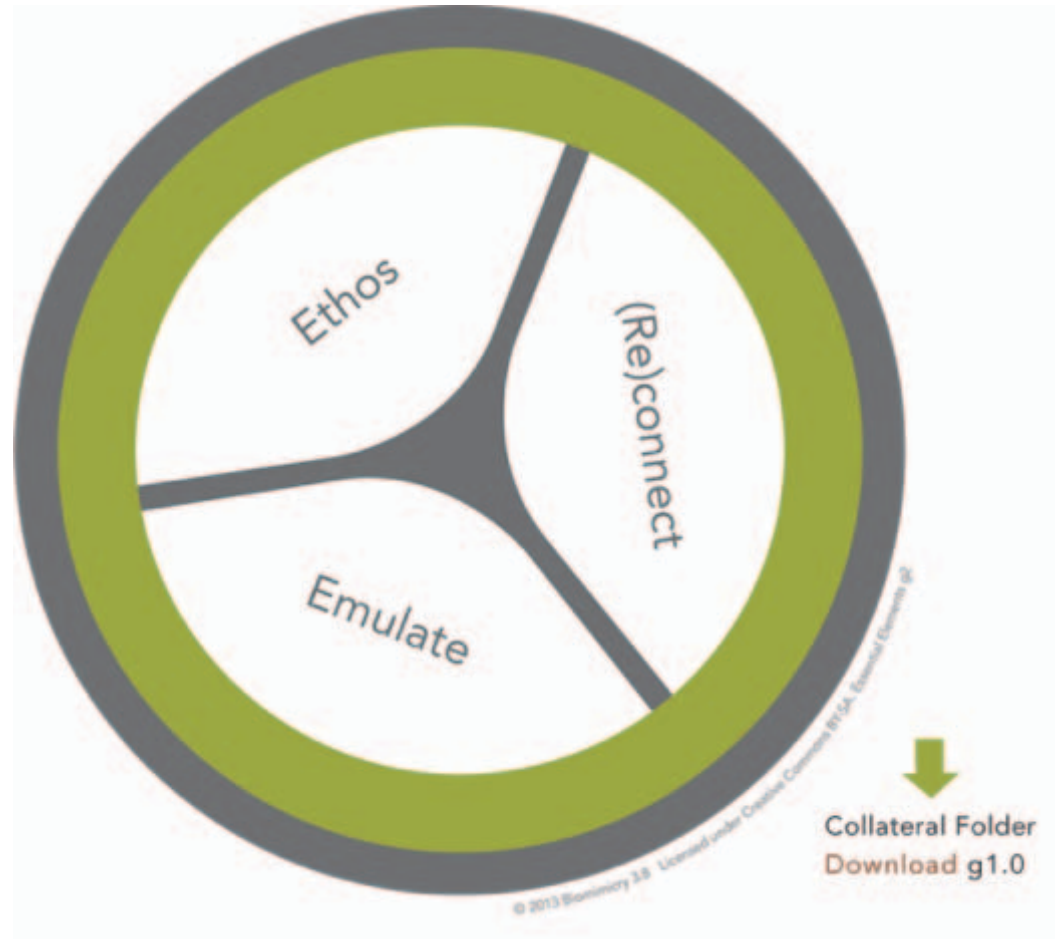 Ethos
(Re)connect
Emulate
© 2013 Biomimicry 3.8 Licensed under Creative Commons BY-SA. Essential Elements g2
Collateral Folder
Download g1.0